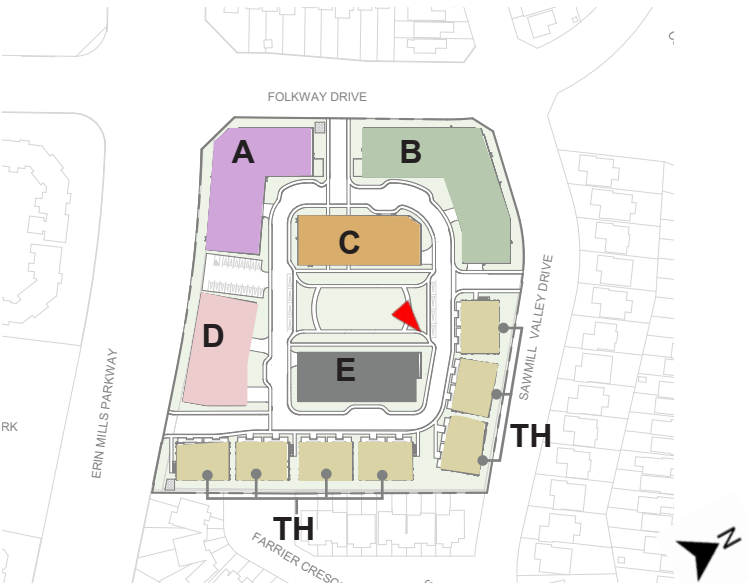 FOLKWAY DRIVE
A
B
C
D
E
SAWMILL VALLEY DRIVE
ERIN MILLS PARKWAY
RK
TH
TH
FARRIER CRESC
N